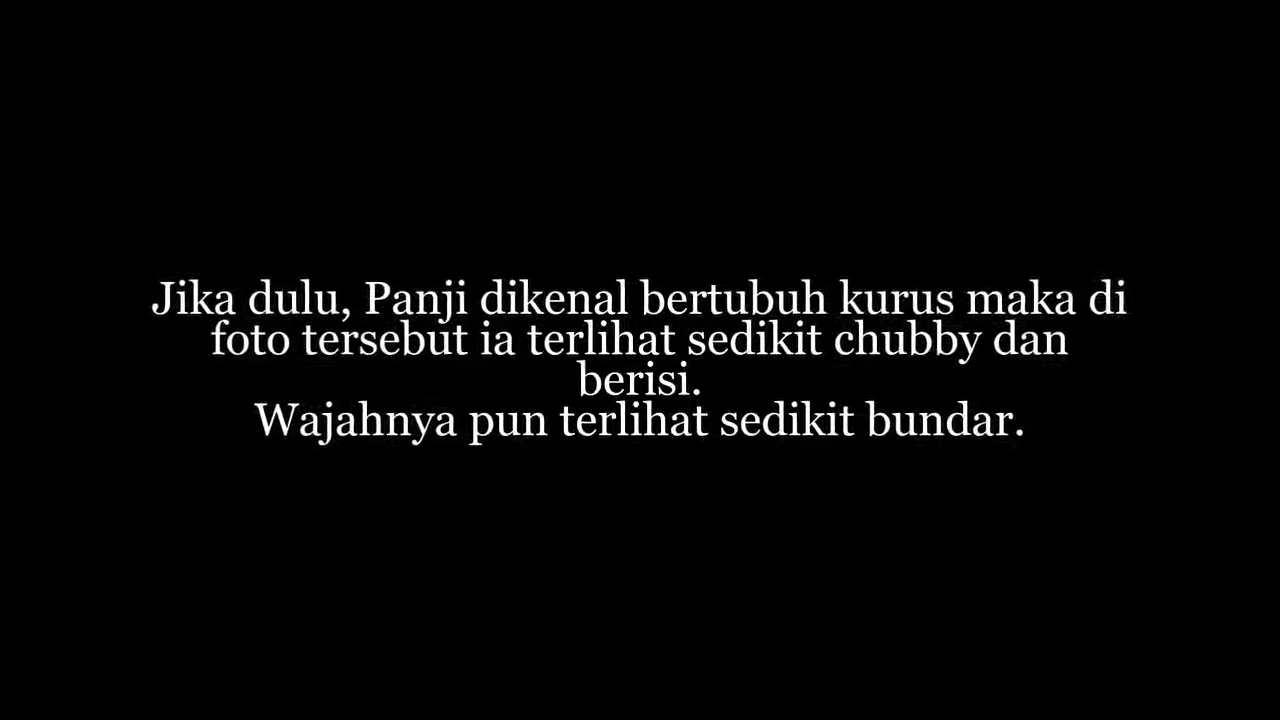 Jika dulu, Panji dikenal bertubuh kurus maka di
foto tersebut ia terlihat sedikit chubby dan
berisi.
Wajahnya pun terlihat sedikit bundar.